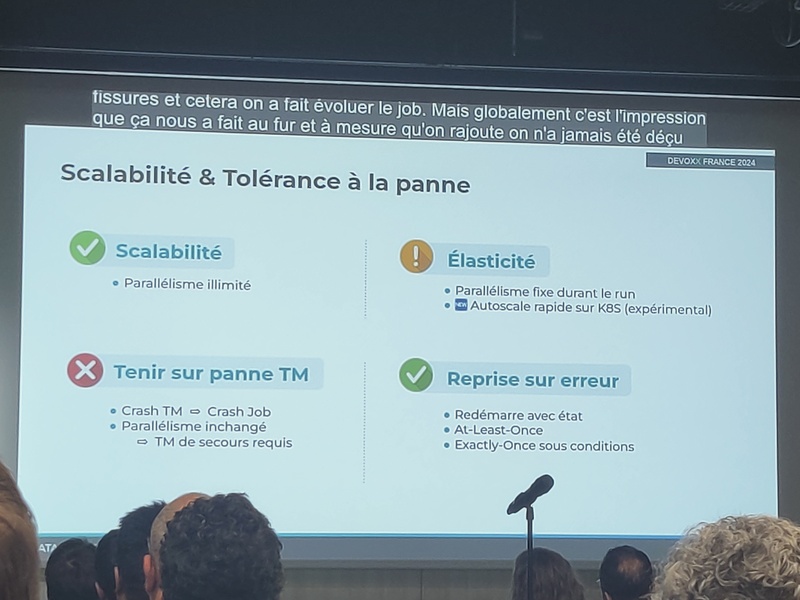 fissures et cetera on a fait évoluer le job. Mais globalement c'est l'impression
que ça nous a fait au fur et à mesure qu'on rajoute on n'a jamais été déçu
DEVOXX FRANCE 2024
Scalabilité & Tolérance à la panne
Scalabilité
• Parallélisme illimité
Élasticité
• Parallélisme fixe durant le run
• NEW Autoscale rapide sur K8S (expérimental)
Tenir sur panne TM
• Crash TM ⇨ Crash Job
• Parallélisme inchangé
⇨ TM de secours requis
Reprise sur erreur
• Redémarre avec état
• At-Least-Once
• Exactly-Once sous conditions